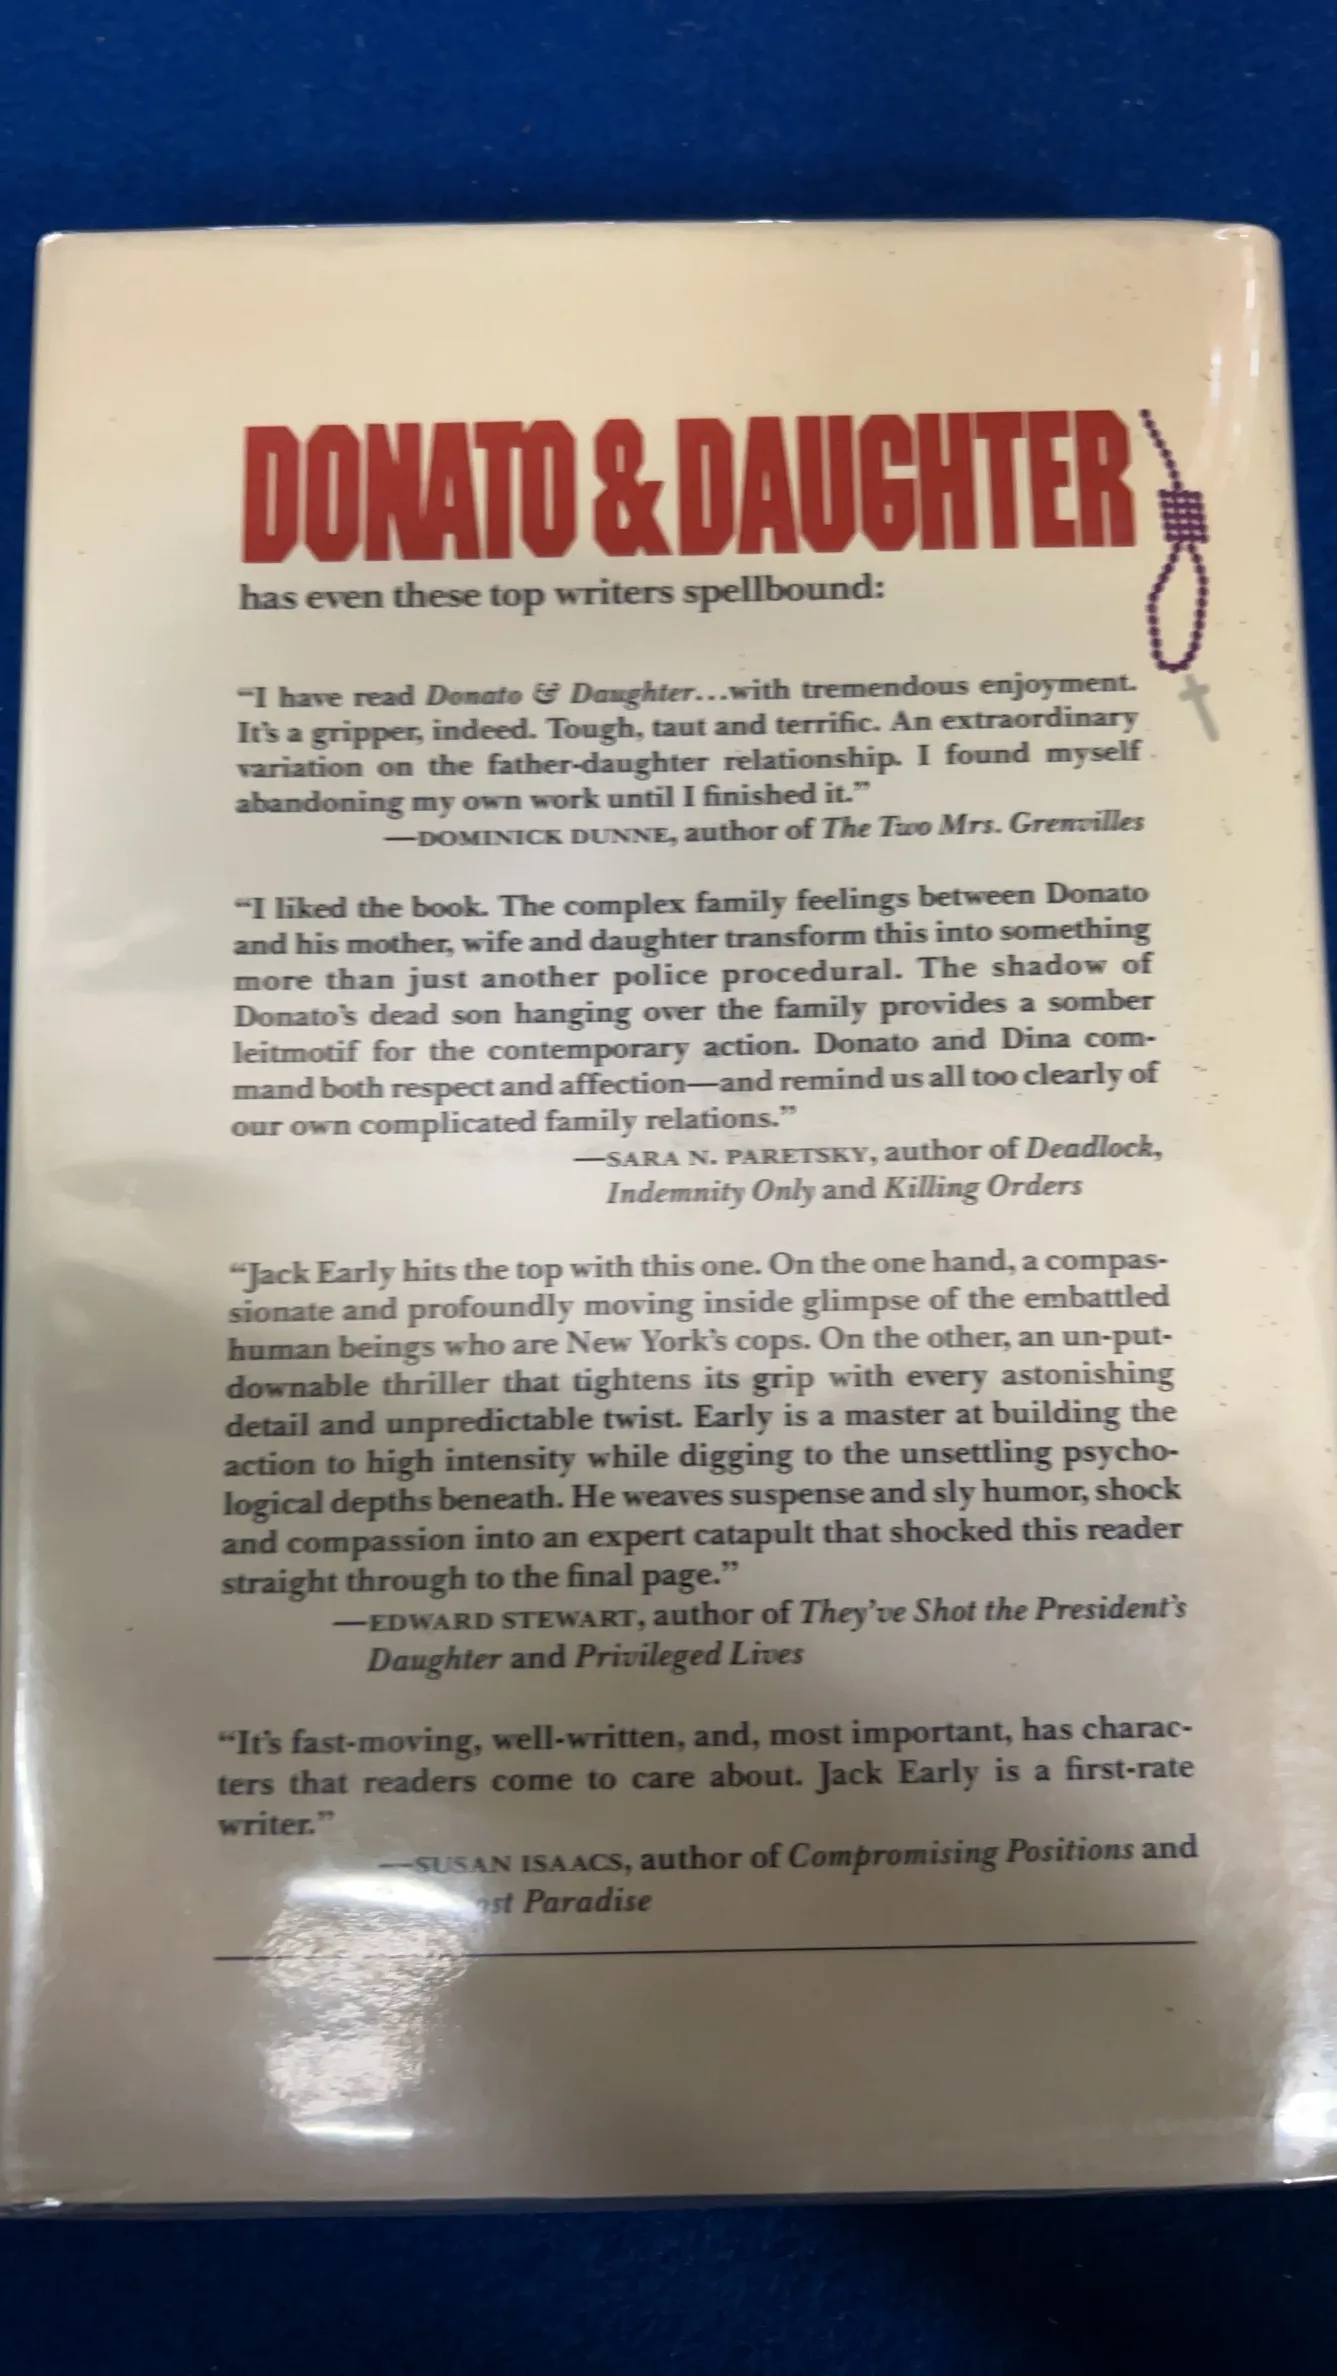 DONATO & DAUGHTER
has even these top writers spellbound:
“I have read Donato & Daughter...with tremendous enjoyment.
It’s a gripper, indeed. Tough, taut and terrific. An extraordinary
variation on the father-daughter relationship. I found myself
abandoning my own work until I finished it.”
—DOMINICK DUNNE, author of The Two Mrs. Grenvilles
“I liked the book. The complex family feelings between Donato
and his mother, wife and daughter transform this into something
more than just another police procedural. The shadow of
Donato’s dead son hanging over the family provides a somber
leitmotif for the contemporary action. Donato and Dina com-
mand both respect and affection—and remind us all too clearly of
our own complicated family relations.”
—SARA N. PARETSKY, author of Deadlock,
Indemnity Only and Killing Orders
“Jack Early hits the top with this one. On the one hand, a compas-
sionate and profoundly moving inside glimpse of the embattled
human beings who are New York’s cops. On the other, an un-put-
downable thriller that tightens its grip with every astonishing
detail and unpredictable twist. Early is a master at building the
action to high intensity while digging to the unsettling psycho-
logical depths beneath. He weaves suspense and sly humor, shock
and compassion into an expert catapult that shocked this reader
straight through to the final page.”
—EDWARD STEWART, author of They’ve Shot the President’s
Daughter and Privileged Lives
“It’s fast-moving, well-written, and, most important, has charac-
ters that readers come to care about. Jack Early is a first-rate
writer.”
—SUSAN ISAACS, author of Compromising Positions and
Paradise